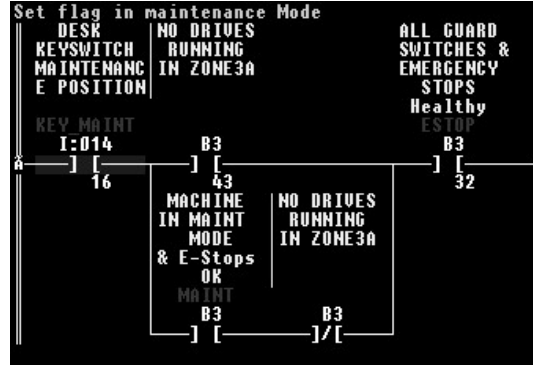 Set flag in maintenance Mode
DESK NO DRIVES ALL GUARD
KEYSWITCH RUNNING SWITCHES &
MAINTENANC IN ZONE3A EMERGENCY
E POSITION STOPS
Healthy
KEY_MAINT ESTOP
I:014 B3 B3
] [ ] [ ] [
16 43 32
MACHINE NO DRIVES
IN MAINT RUNNING
MODE IN ZONE3A
& E-Stops
OK
MAINT
B3 B3
] [ ]/[